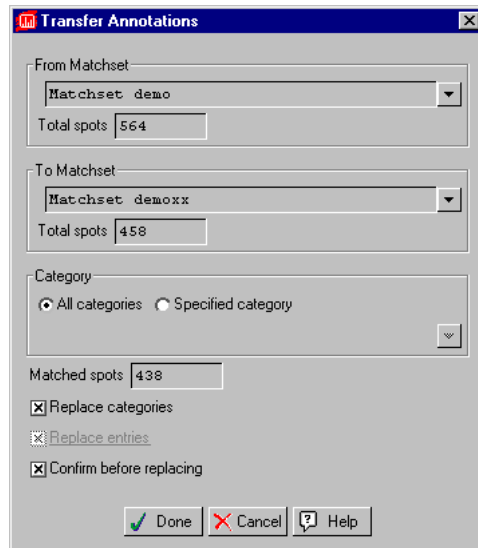 Transfer Annotations
From Matchset
Matchset demo
Total spots 564
To Matchset
Matchset demoxx
Total spots 458
Category
All categories Specified category
Matched spots 438
Replace categories
Replace entries
Confirm before replacing
Done Cancel Help